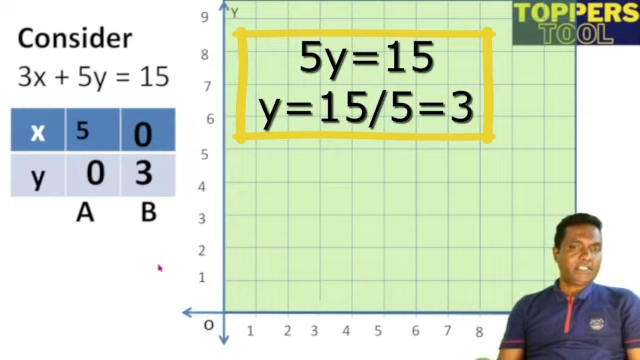 Consider
3x + 5y = 15
x 5 0
y 0 3
A B
5y=15
y=15/5=3
TOPPERS
TOOL
Y
9
8
7
6
5
4
3
2
1
O 1 2 3 4 5 6 7 8